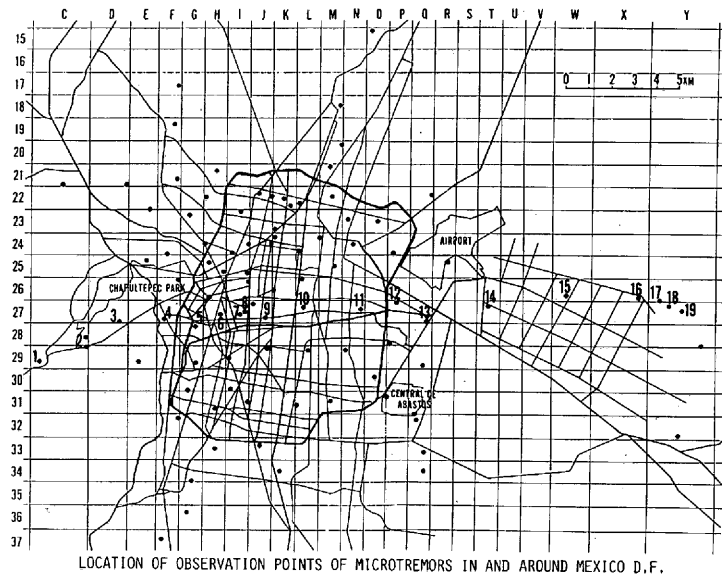 C D E F G H I J K L M N O P Q R S T U V W X Y
15
16
17
0 1 2 3 4 5KM
18
19
20
21
22
23
24
AIRPORT
25
CHAPULTEPEC PARK
26
1 2 3 4 5 6 7 8 9 10 11 12 13 14 15 16 17 18 19
27
28
29
30
CENTRAL DE
ABASTOS
31
32
33
34
35
36
37
LOCATION OF OBSERVATION POINTS OF MICROTREMORS IN AND AROUND MEXICO D.F.